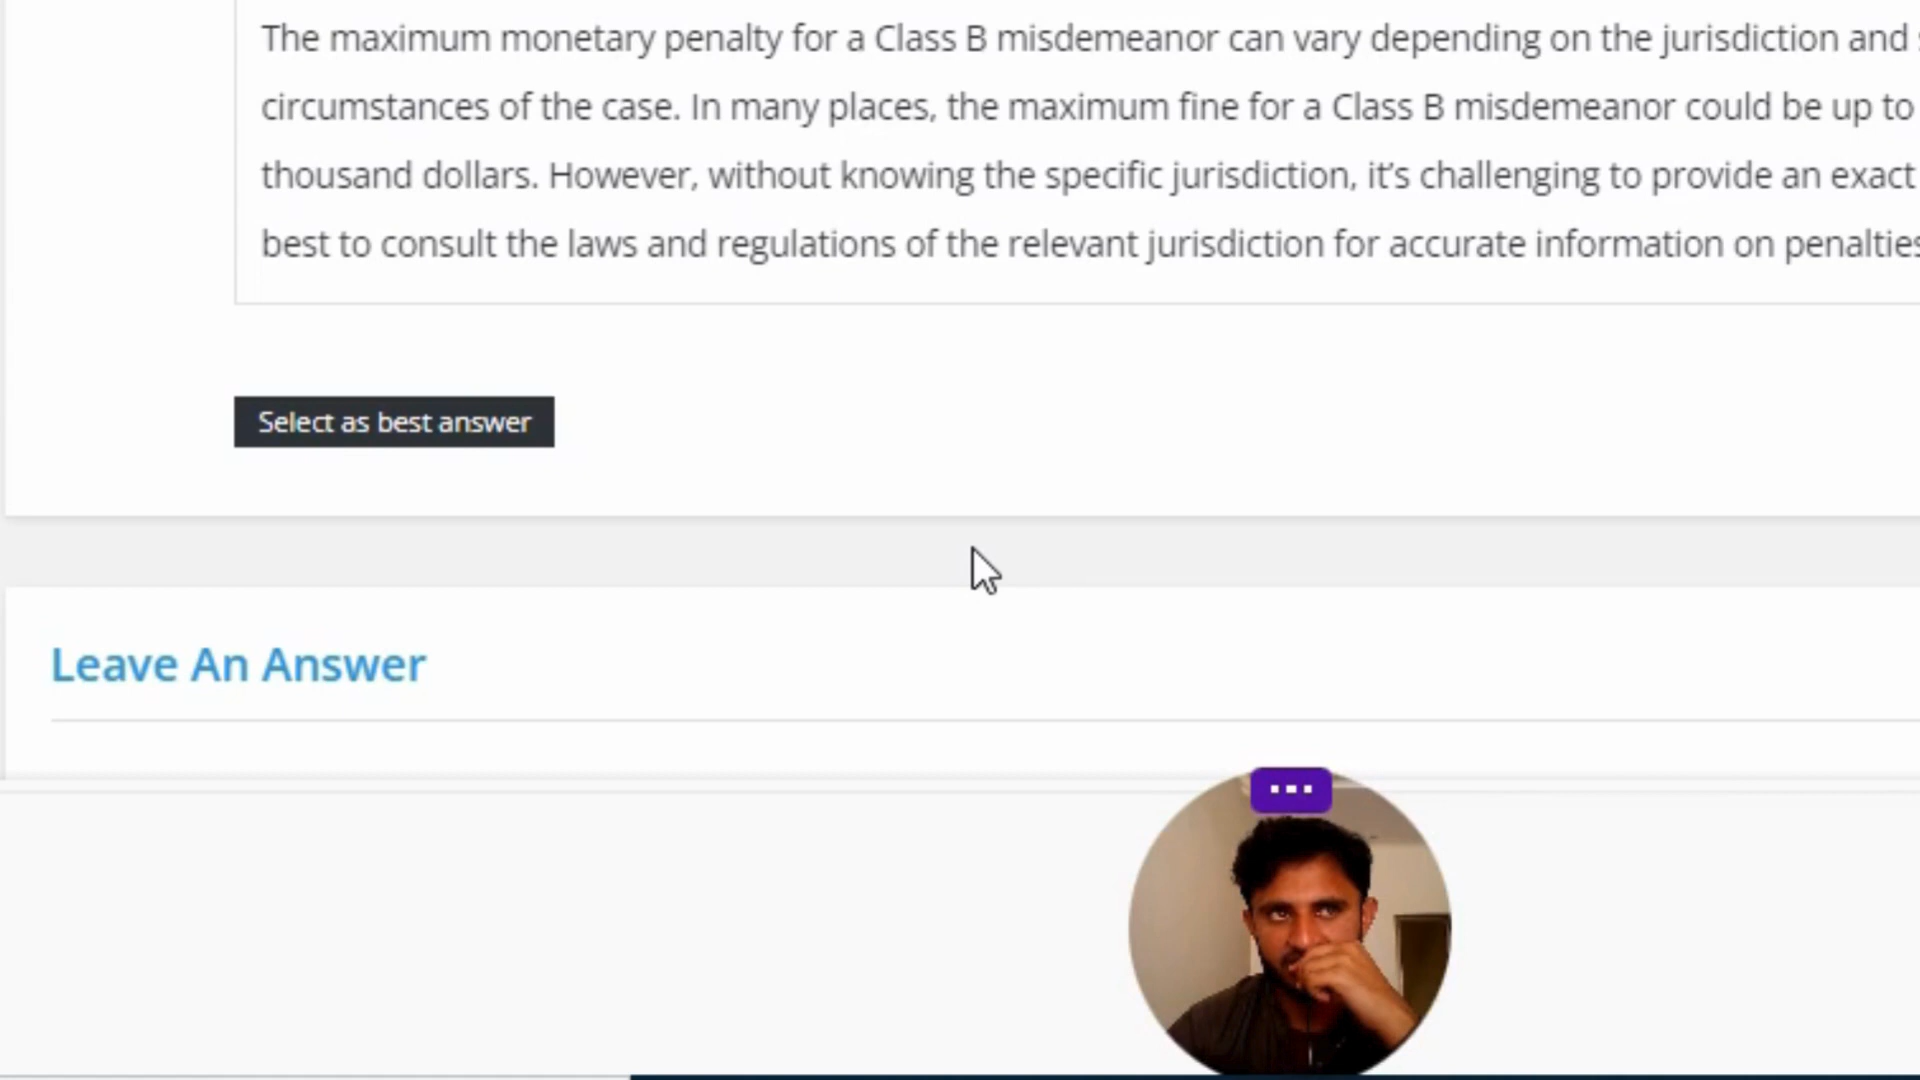 The maximum monetary penalty for a Class B misdemeanor can vary depending on the jurisdiction and
circumstances of the case. In many places, the maximum fine for a Class B misdemeanor could be up to
thousand dollars. However, without knowing the specific jurisdiction, it's challenging to provide an exact
best to consult the laws and regulations of the relevant jurisdiction for accurate information on penalties
Select as best answer
Leave An Answer